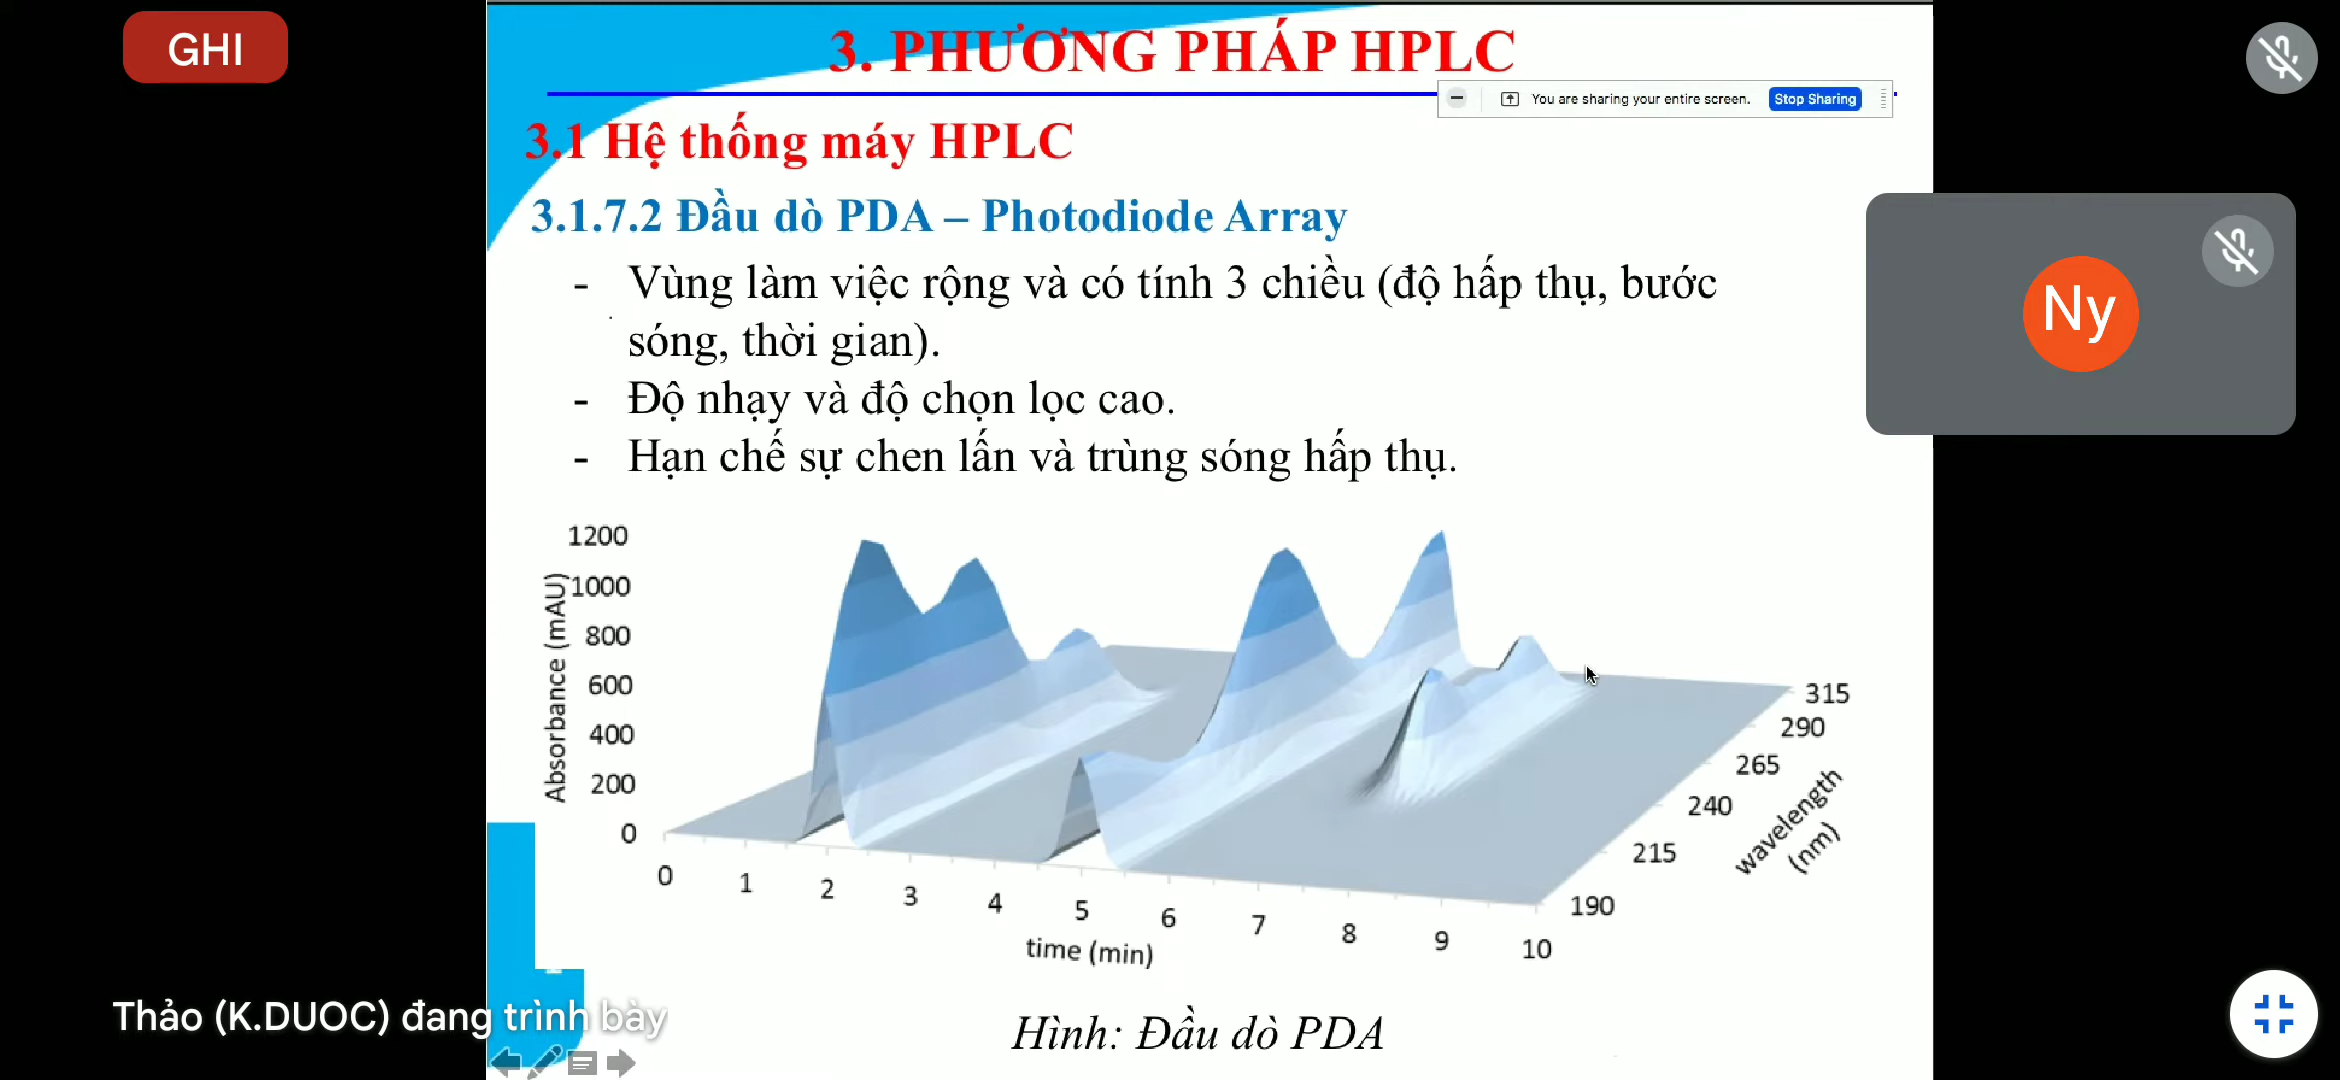 GHI
3. PHƯƠNG PHÁP HPLC
You are sharing your entire screen.
Stop Sharing
3.1 Hệ thống máy HPLC
3.1.7.2 Đầu dò PDA – Photodiode Array
- Vùng làm việc rộng và có tính 3 chiều (độ hấp thụ, bước
sóng, thời gian).
- Độ nhạy và độ chọn lọc cao.
- Hạn chế sự chen lấn và trùng sóng hấp thụ.
Ny
Absorbance (mAU)
1200
1000
800
600
400
200
0
0 1 2 3 4 5 6 7 8 9 10
time (min)
315
290
265
240
215
190
wavelength
(nm)
Hình: Đầu dò PDA
Thảo (K.DUOC) đang trình bày